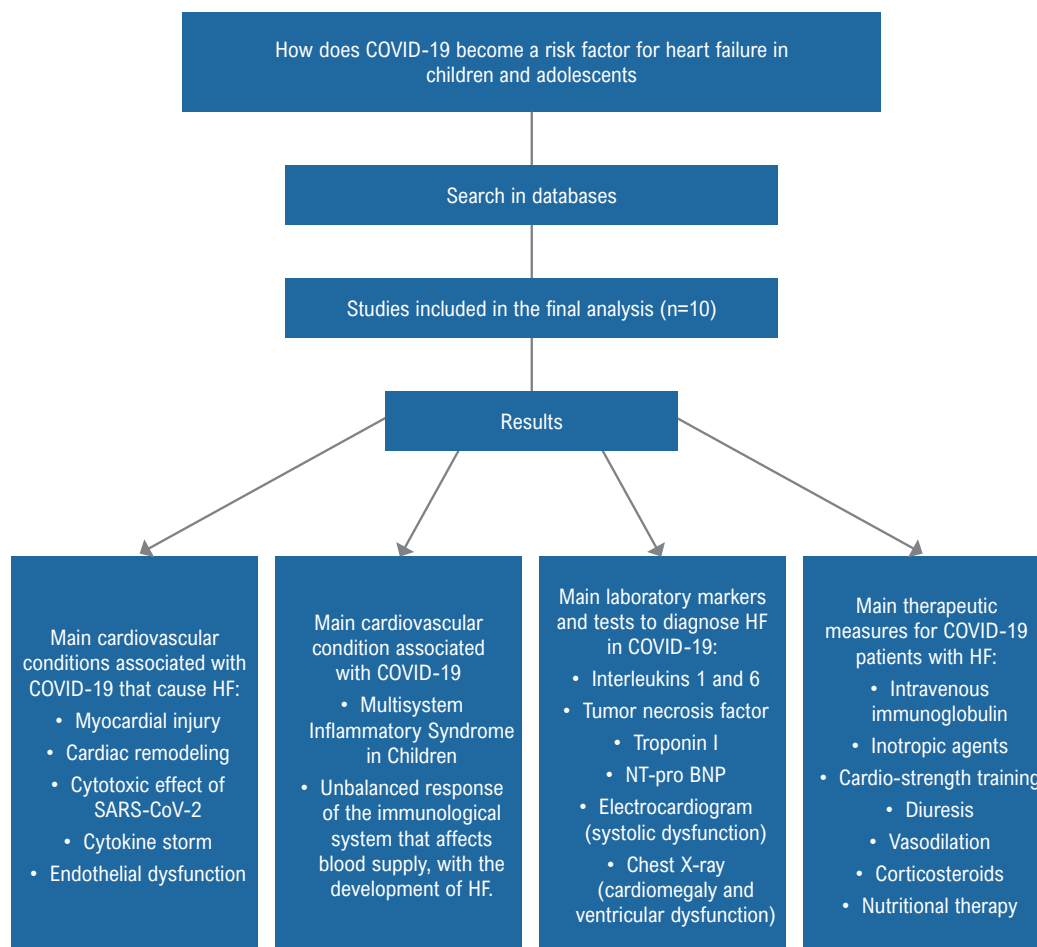 How does COVID-19 become a risk factor for heart failure in
children and adolescents
Search in databases
Studies included in the final analysis (n=10)
Results
Main cardiovascular
conditions associated with
COVID-19 that cause HF:
• Myocardial injury
• Cardiac remodeling
• Cytotoxic effect of
SARS-CoV-2
• Cytokine storm
• Endothelial dysfunction
Main cardiovascular
condition associated
with COVID-19
• Multisystem
Inflammatory Syndrome
in Children
• Unbalanced response
of the immunological
system that affects
blood supply, with the
development of HF.
Main laboratory markers
and tests to diagnose HF
in COVID-19:
• Interleukins 1 and 6
• Tumor necrosis factor
• Troponin I
• NT-pro BNP
• Electrocardiogram
(systolic dysfunction)
• Chest X-ray
(cardiomegaly and
ventricular dysfunction)
Main therapeutic
measures for COVID-19
patients with HF:
• Intravenous
immunoglobulin
• Inotropic agents
• Cardio-strength training
• Diuresis
• Vasodilation
• Corticosteroids
• Nutritional therapy